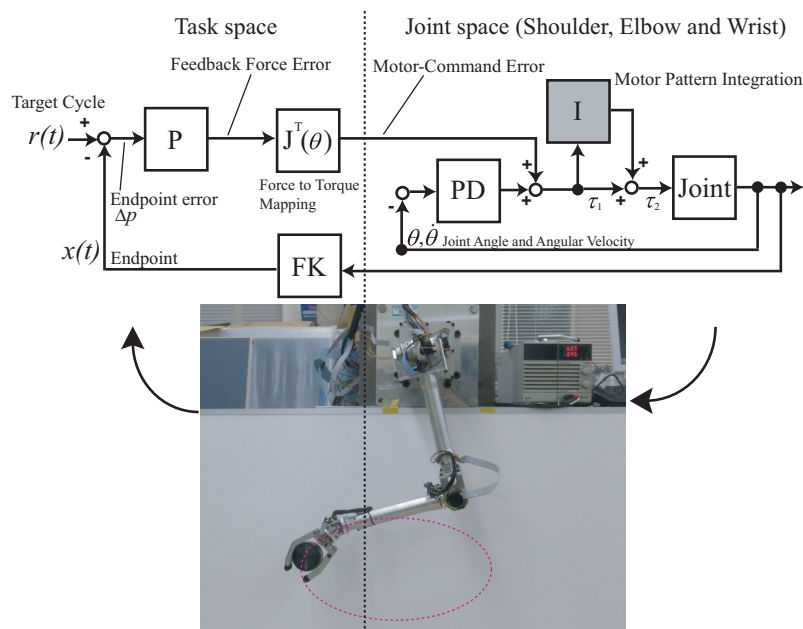 Task space
Joint space (Shoulder, Elbow and Wrist)
Feedback Force Error
Motor-Command Error
Motor Pattern Integration
Target Cycle
r(t)
+
-
P
J^T(θ)
I
Endpoint error
Δp
Force to Torque
Mapping
+
+
-
PD
+
τ₁
+
τ₂
Joint
θ, θ̇ Joint Angle and Angular Velocity
x(t)
Endpoint
FK